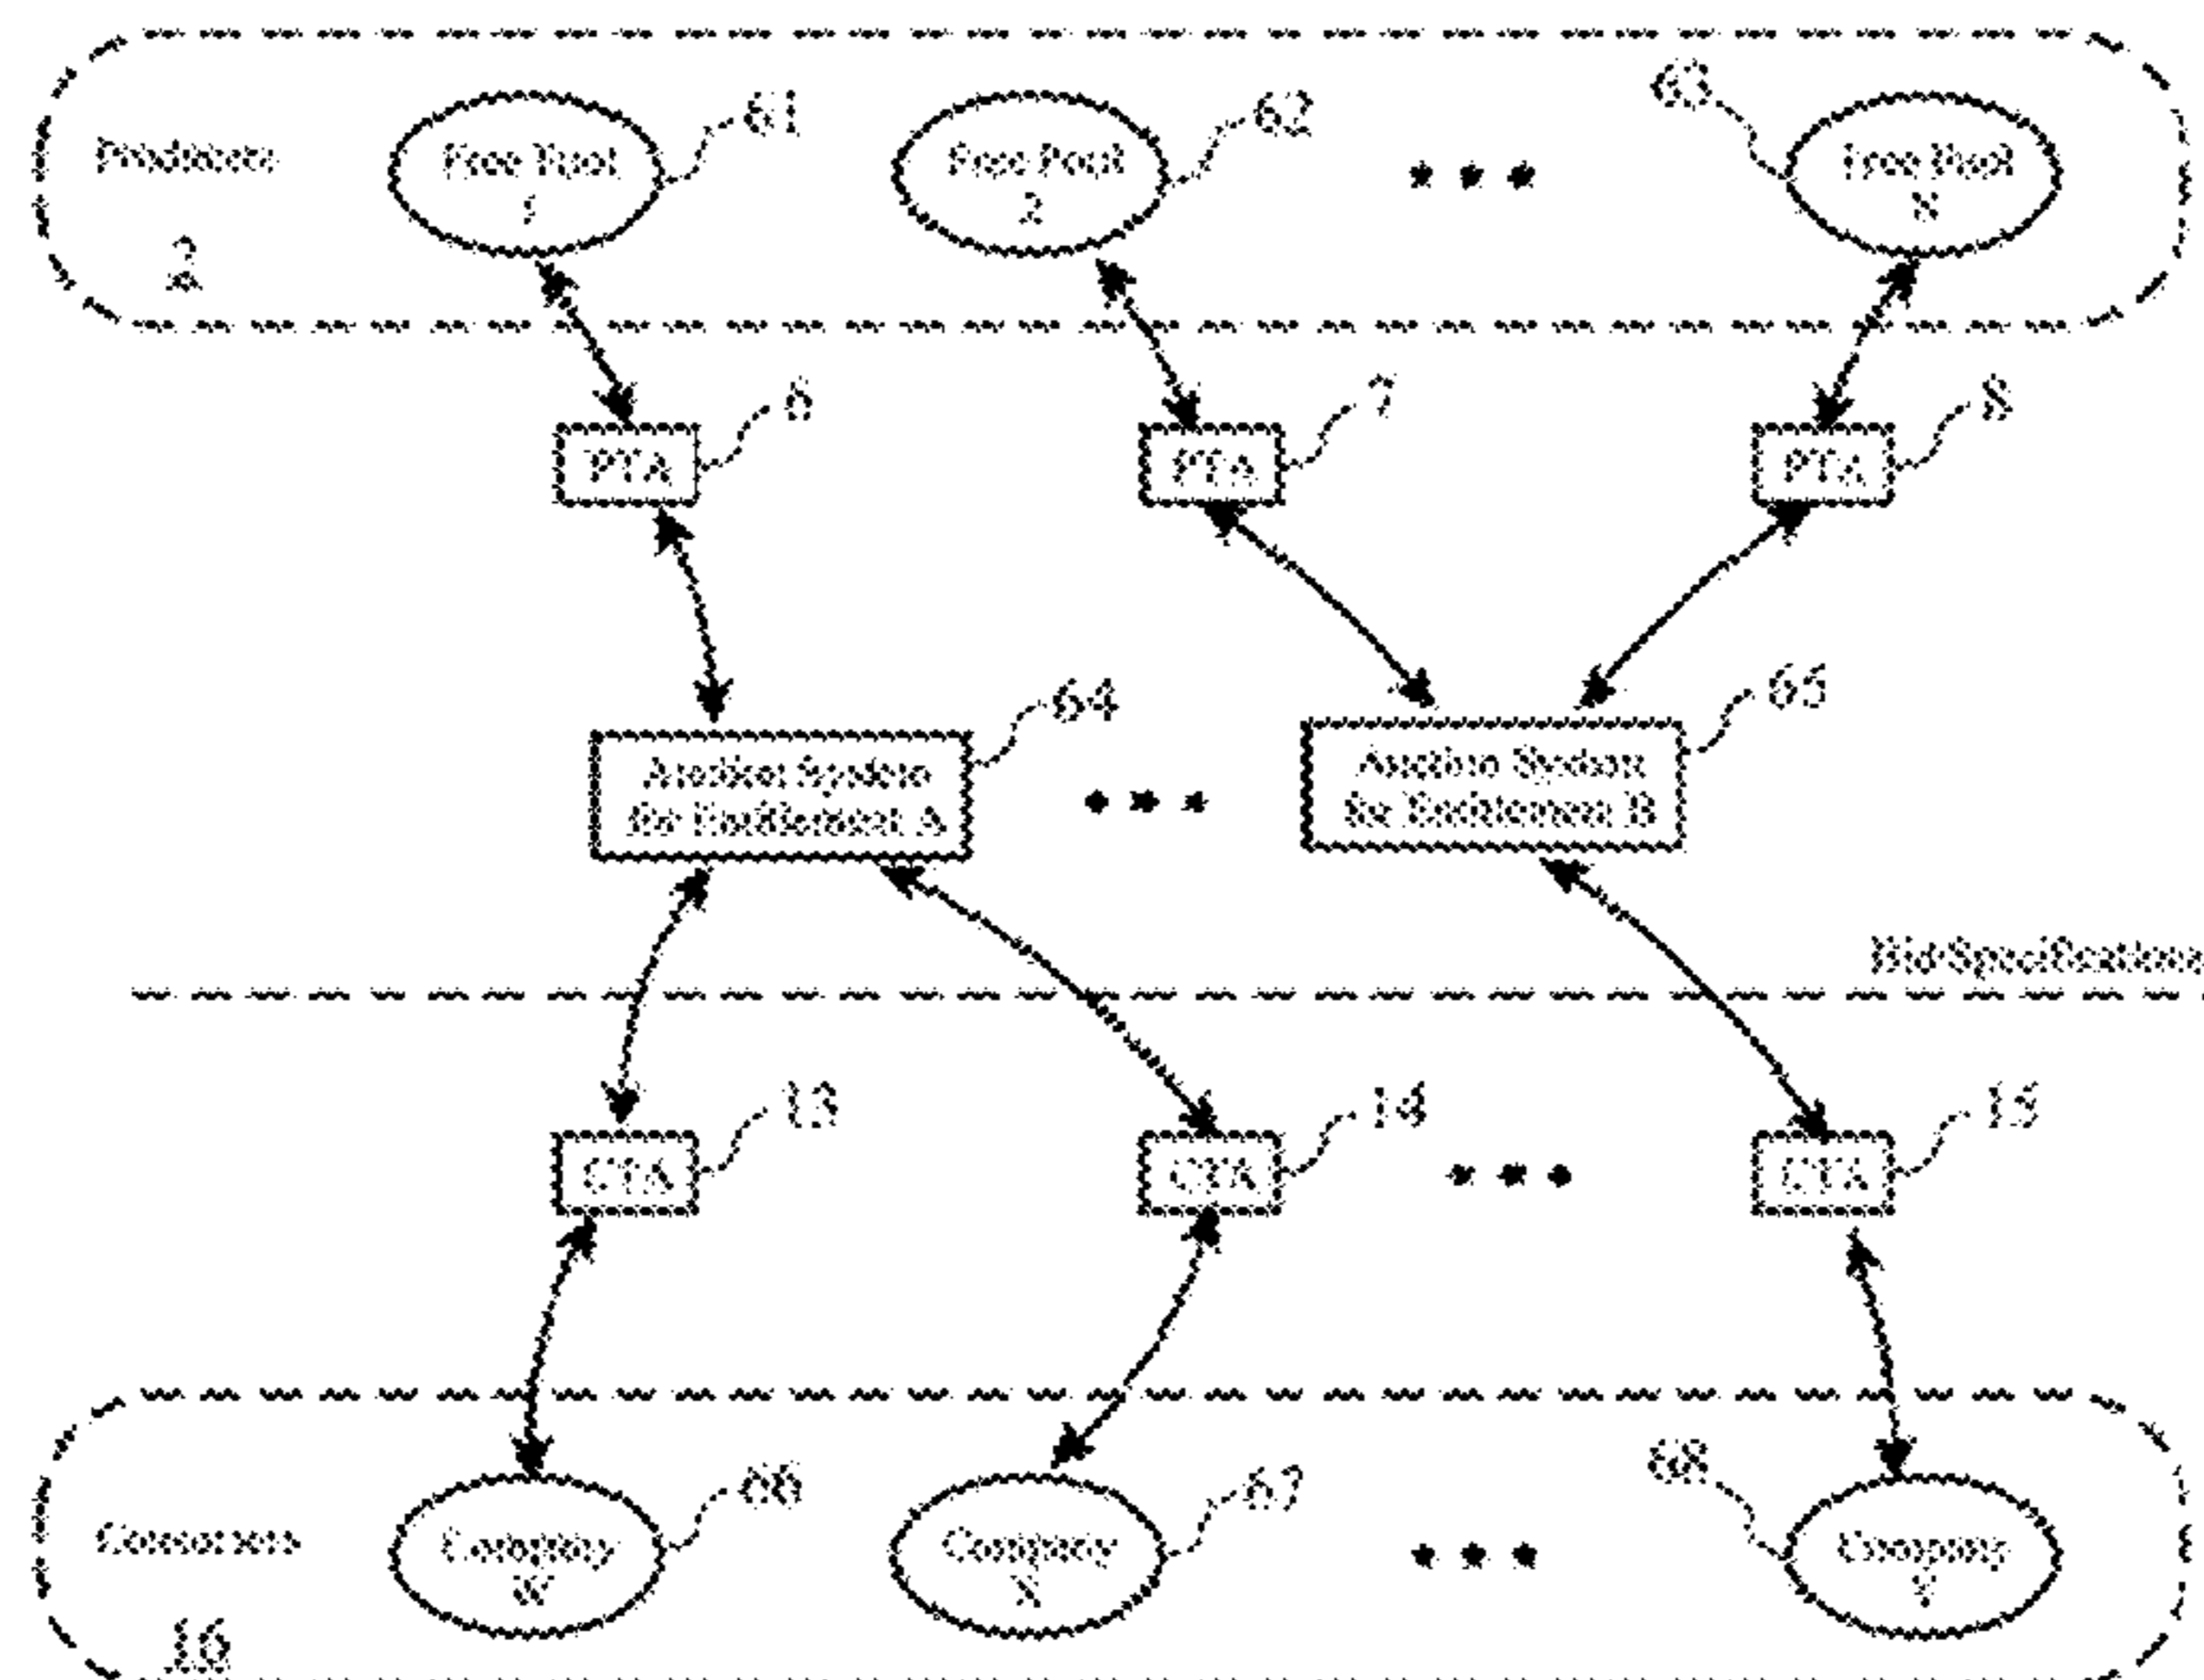 Producers
2
Free Pool
1
61
Free Pool
2
62
Free Pool
N
63
PTA
6
PTA
7
PTA
8
Auction System
for Entitlement A
64
Auction System
for Entitlement B
65
Bid Specifications
CTA
13
CTA
14
CTA
15
Consumers
16
Company
W
66
Company
X
67
Company
Y
68